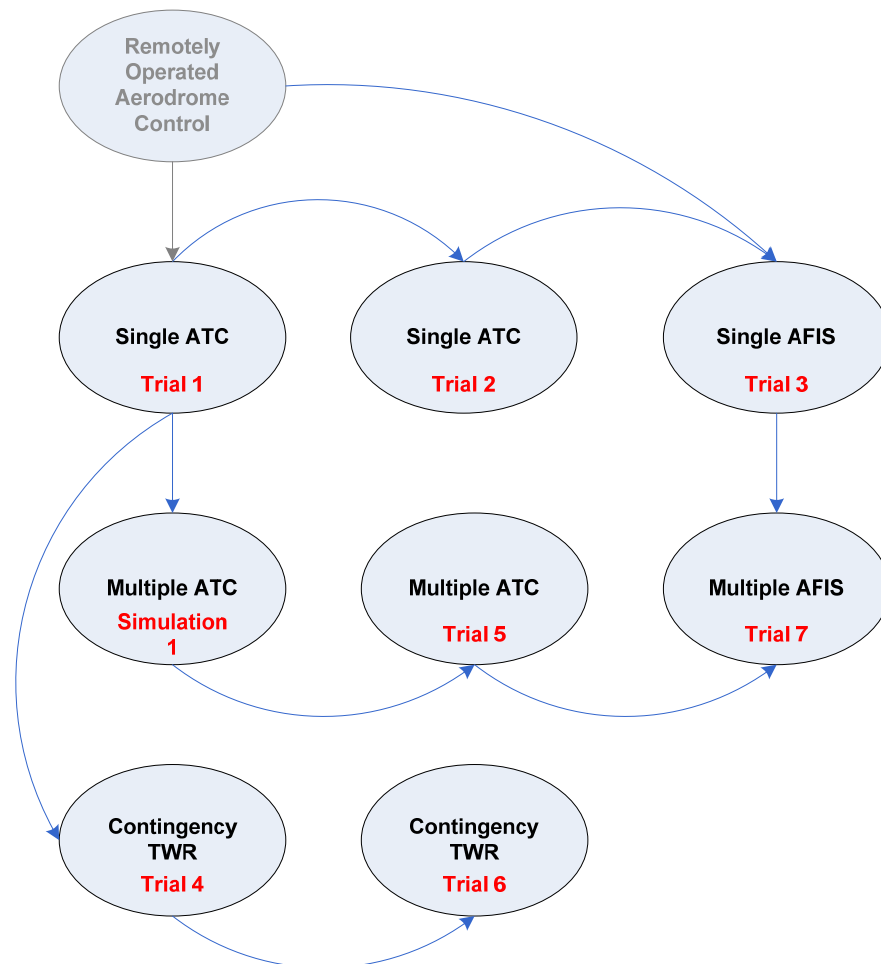 Remotely
Operated
Aerodrome
Control
Single ATC
Trial 1
Single ATC
Trial 2
Single AFIS
Trial 3
Multiple ATC
Simulation
1
Multiple ATC
Trial 5
Multiple AFIS
Trial 7
Contingency
TWR
Trial 4
Contingency
TWR
Trial 6